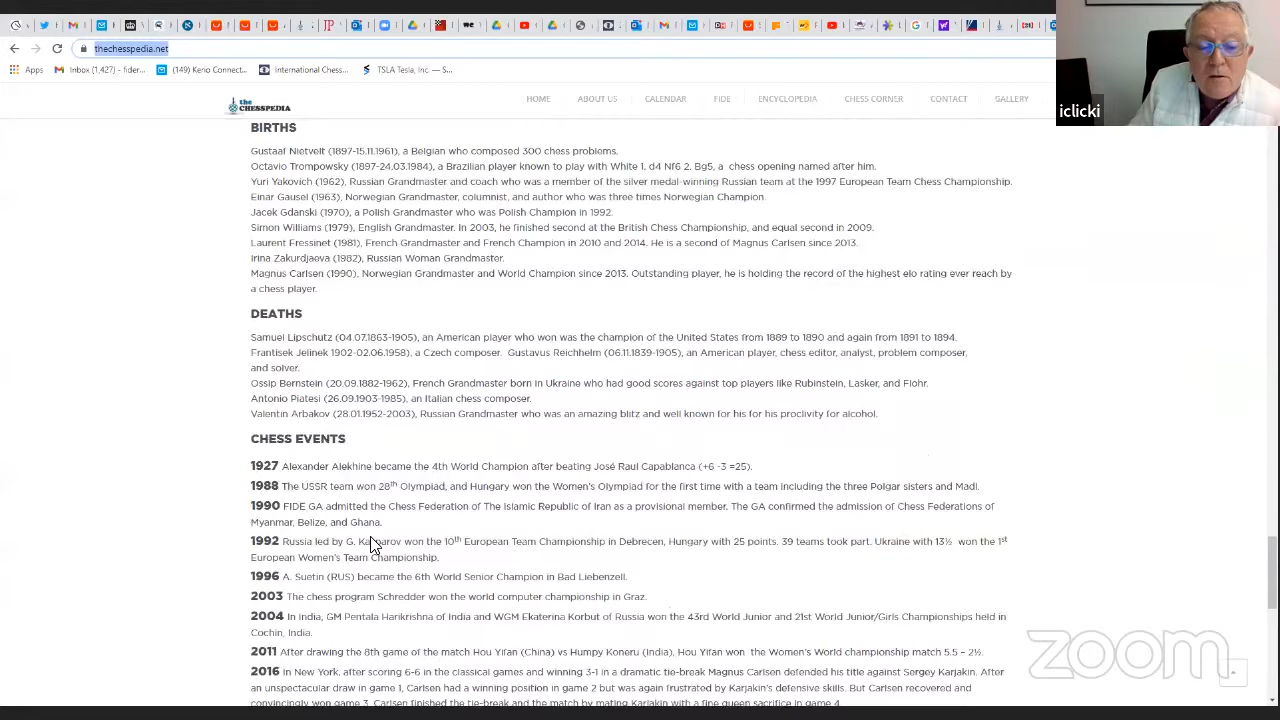 thechesspedia.net
Apps
Inbox (1,427) - fider...
(149) Keno Connect...
International Chess...
TSLA Tesla, Inc. — S...
iclicki
the CHESSPEDIA
HOME ABOUT US CALENDAR FIDE ENCYCLOPEDIA CHESS CORNER CONTACT GALLERY
BIRTHS
Gustaaf Nietvelt (1897-15.11.1961), a Belgian who composed 300 chess problems.
Octavio Trompowsky (1897-24.03.1984), a Brazilian player known to play with White 1. d4 Nf6 2. Bg5, a chess opening named after him.
Yuri Yakovich (1962), Russian Grandmaster and coach who was a member of the silver medal-winning Russian team at the 1997 European Team Chess Championship.
Einar Gausel (1963), Norwegian Grandmaster, columnist, and author who was three times Norwegian Champion.
Jacek Gdanski (1970), a Polish Grandmaster who was Polish Champion in 1992.
Simon Williams (1979), English Grandmaster. In 2003, he finished second at the British Chess Championship, and equal second in 2009.
Laurent Fressinet (1981), French Grandmaster and French Champion in 2010 and 2014. He is a second of Magnus Carlsen since 2013.
Irina Zakurdjaeva (1982), Russian Woman Grandmaster.
Magnus Carlsen (1990), Norwegian Grandmaster and World Champion since 2013. Outstanding player, he is holding the record of the highest elo rating ever reach by
a chess player.
DEATHS
Samuel Lipschutz (04.07.1863-1905), an American player who won was the champion of the United States from 1889 to 1890 and again from 1891 to 1894.
Frantisek Jelinek 1902-02.06.1958), a Czech composer. Gustavus Reichhelm (06.11.1839-1905), an American player, chess editor, analyst, problem composer,
and solver.
Ossip Bernstein (20.09.1882-1962), French Grandmaster born in Ukraine who had good scores against top players like Rubinstein, Lasker, and Flohr.
Antonio Piatesi (26.09.1903-1985), an Italian chess composer.
Valentin Arbakov (28.01.1952-2003), Russian Grandmaster who was an amazing blitz and well known for his for his proclivity for alcohol.
CHESS EVENTS
1927 Alexander Alekhine became the 4th World Champion after beating José Raul Capablanca (+6 -3 =25).
1988 The USSR team won 28th Olympiad, and Hungary won the Women's Olympiad for the first time with a team including the three Polgar sisters and Madl.
1990 FIDE GA admitted the Chess Federation of The Islamic Republic of Iran as a provisional member. The GA confirmed the admission of Chess Federations of
Myanmar, Belize, and Ghana.
1992 Russia led by G. Kasparov won the 10th European Team Championship in Debrecen, Hungary with 25 points. 39 teams took part. Ukraine with 13½ won the 1st
European Women's Team Championship.
1996 A. Suetin (RUS) became the 6th World Senior Champion in Bad Liebenzell.
2003 The chess program Schredder won the world computer championship in Graz.
2004 In India, GM Pentala Harikrishna of India and WGM Ekaterina Korbut of Russia won the 43rd World Junior and 21st World Junior/Girls Championships held in
Cochin, India.
2011 After drawing the 8th game of the match Hou Yifan (China) vs Humpy Koneru (India), Hou Yifan won the Women's World championship match 5.5 – 2½.
2016 In New York, after scoring 6-6 in the classical games and winning 3-1 in a dramatic tie-break Magnus Carlsen defended his title against Sergey Karjakin. After
an unspectacular draw in game 1, Carlsen had a winning position in game 2 but was again frustrated by Karjakin's defensive skills. But Carlsen recovered and
convincingly won game 3. Carlsen finished the tie-break and the match by mating Karjakin with a fine queen sacrifice in game 4.
zoom